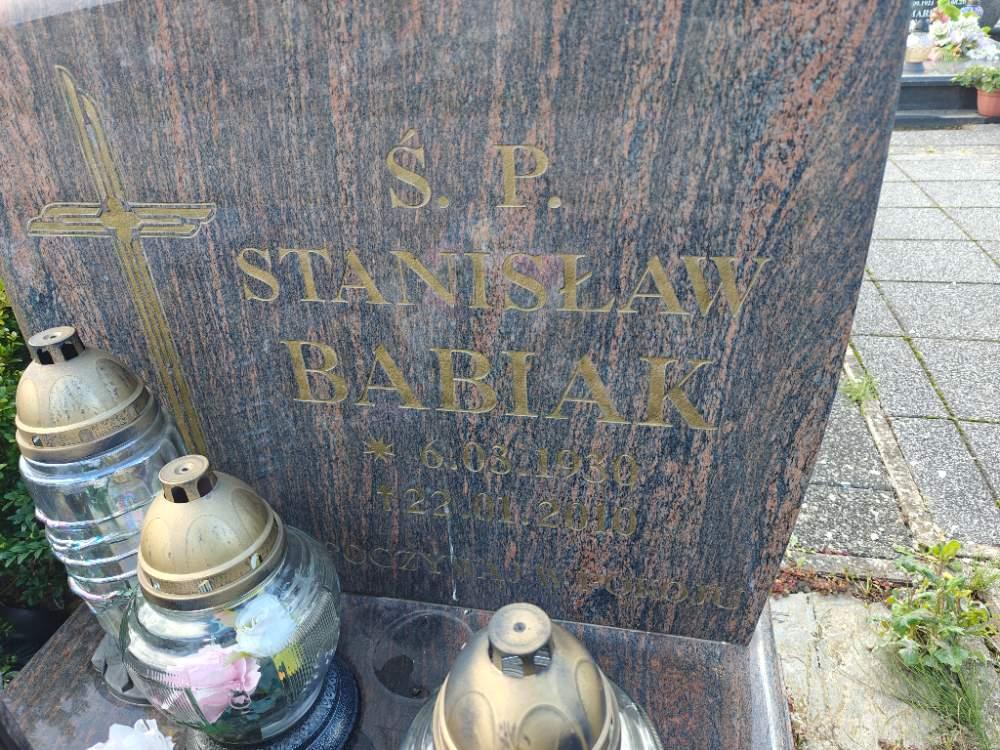 Ś. P.
STANISŁAW
BABIAK
* 6.03.1930
† 22.01.2010
SPOCZYWAJ W POKOJU